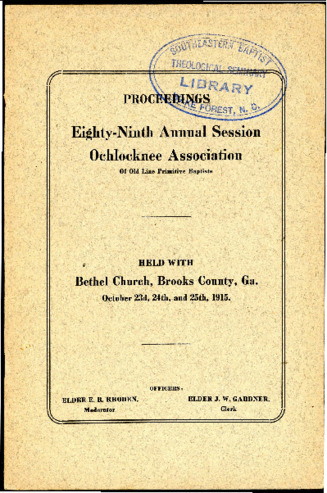 SOUTHEASTERN BAPTIST
THEOLOGICAL SEMINARY
LIBRARY
WAKE FOREST, N. C.
PROCEEDINGS
Eighty-Ninth Annual Session
Ochlocknee Association
Of Old Line Primitive Baptists
HELD WITH
Bethel Church, Brooks County, Ga.
October 23d, 24th, and 25th, 1915.
OFFICERS:
ELDER E. B. RHODEN, ELDER J. W. GARDNER,
Moderator Clerk